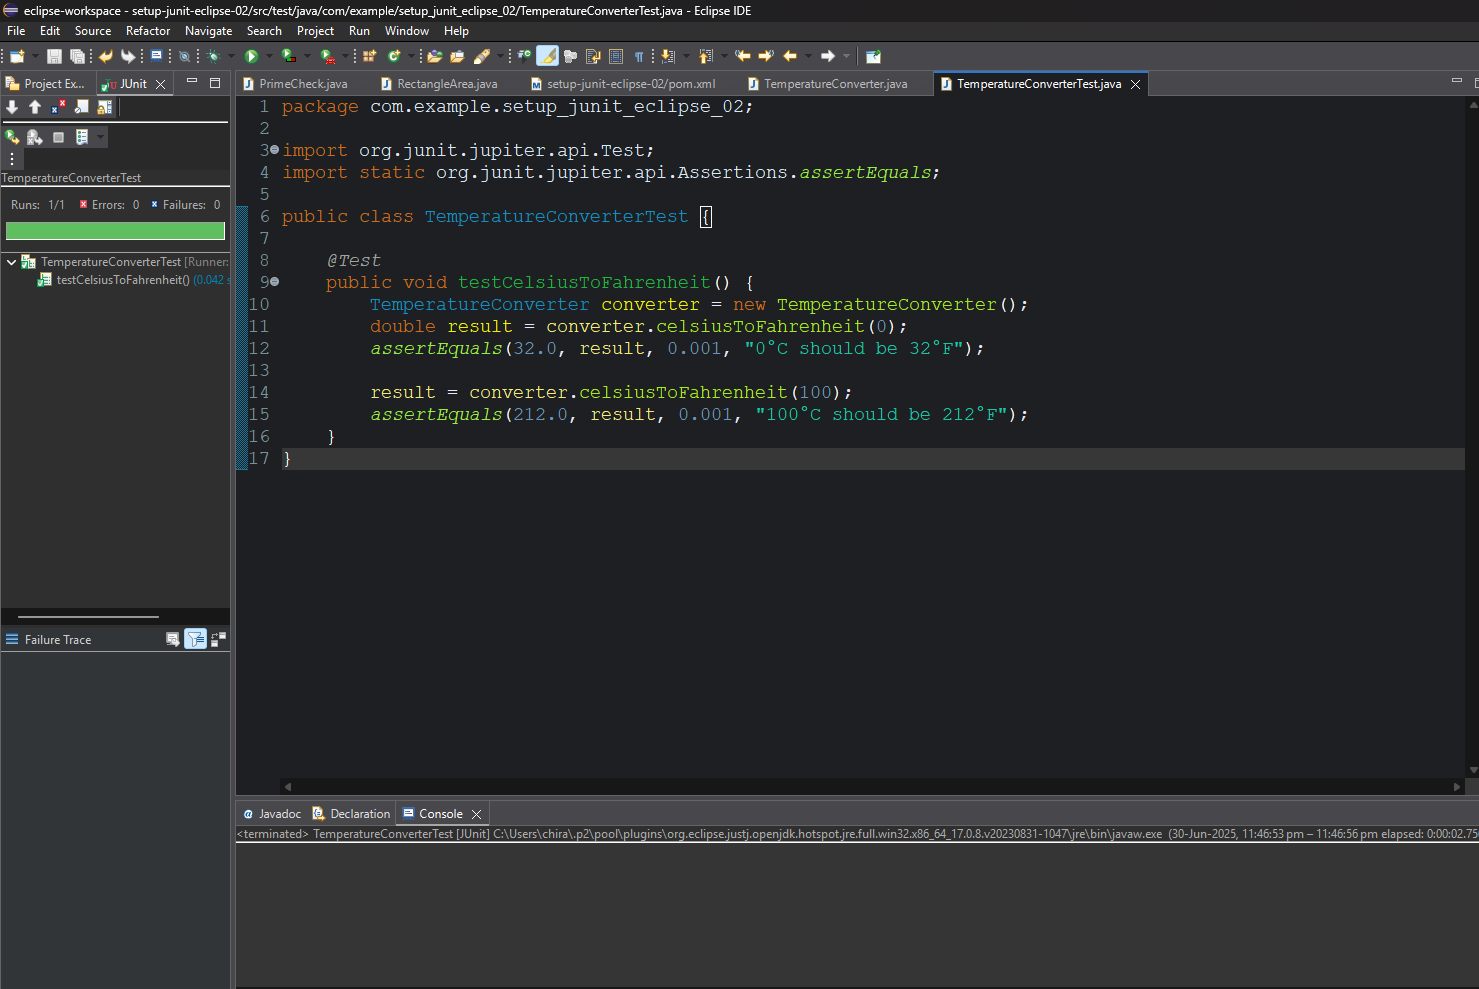 eclipse-workspace - setup-junit-eclipse-02/src/test/java/com/example/setup_junit_eclipse_02/TemperatureConverterTest.java - Eclipse IDE
File Edit Source Refactor Navigate Search Project Run Window Help
Project Ex... JUnit
PrimeCheck.java RectangleArea.java setup-junit-eclipse-02/pom.xml TemperatureConverter.java TemperatureConverterTest.java
TemperatureConverterTest
Runs: 1/1 Errors: 0 Failures: 0
TemperatureConverterTest [Runner:
testCelsiusToFahrenheit() (0.042 s
Failure Trace
1 package com.example.setup_junit_eclipse_02;
2
3 import org.junit.jupiter.api.Test;
4 import static org.junit.jupiter.api.Assertions.assertEquals;
5
6 public class TemperatureConverterTest {
7
8 @Test
9 public void testCelsiusToFahrenheit() {
10 TemperatureConverter converter = new TemperatureConverter();
11 double result = converter.celsiusToFahrenheit(0);
12 assertEquals(32.0, result, 0.001, "0°C should be 32°F");
13
14 result = converter.celsiusToFahrenheit(100);
15 assertEquals(212.0, result, 0.001, "100°C should be 212°F");
16 }
17 }
Javadoc Declaration Console
<terminated> TemperatureConverterTest [JUnit] C:\Users\chira\.p2\pool\plugins\org.eclipse.justj.openjdk.hotspot.jre.full.win32.x86_64_17.0.8.v20230831-1047\jre\bin\javaw.exe (30-Jun-2025, 11:46:53 pm – 11:46:56 pm elapsed: 0:00:02.75